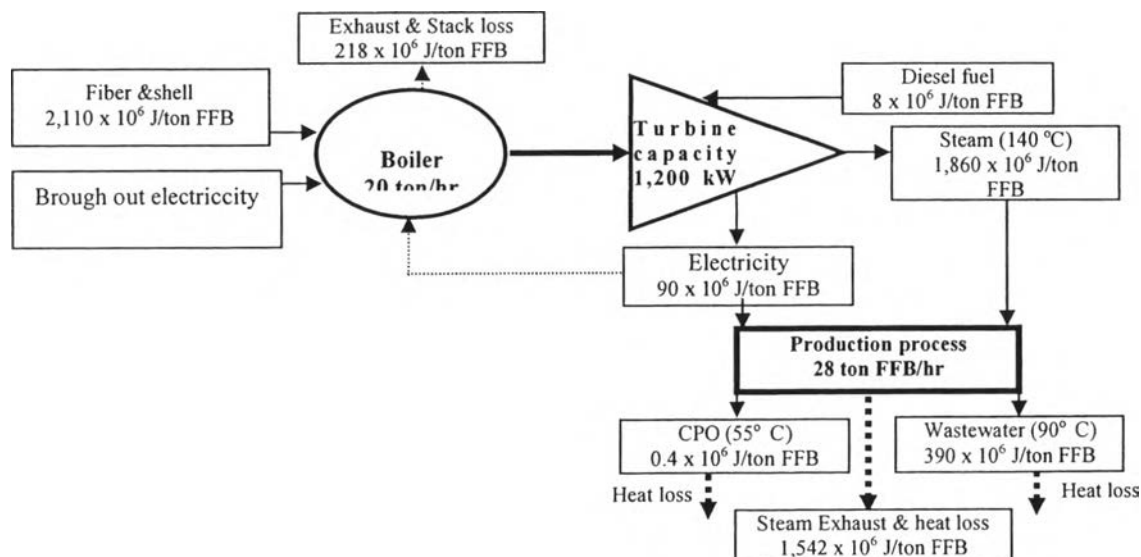 Exhaust & Stack loss
218 x 10⁶ J/ton FFB
Fiber &shell
2,110 x 10⁶ J/ton FFB
Diesel fuel
8 x 10⁶ J/ton FFB
Boiler
20 ton/hr
Turbine
capacity
1,200 kW
Steam (140 °C)
1,860 x 10⁶ J/ton
FFB
Brough out electriccity
Electricity
90 x 10⁶ J/ton FFB
Production process
28 ton FFB/hr
CPO (55° C)
0.4 x 10⁶ J/ton FFB
Wastewater (90° C)
390 x 10⁶ J/ton FFB
Heat loss
Heat loss
Steam Exhaust & heat loss
1,542 x 10⁶ J/ton FFB